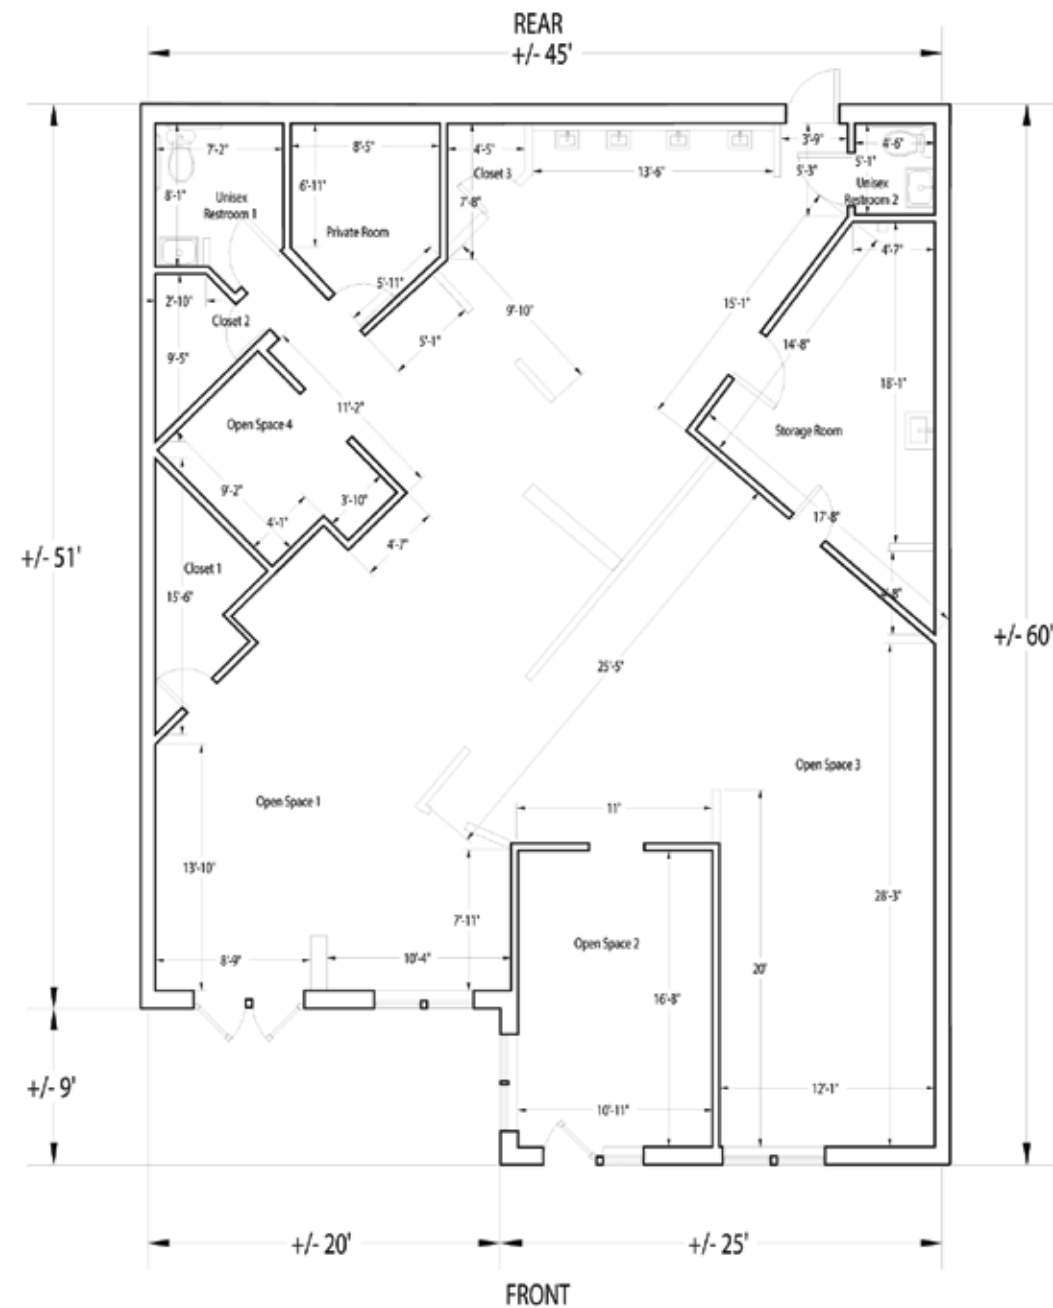 REAR
+/- 45'
7'-2"
8'-5"
4'-5"
13'-6"
3'-9"
4'-6"
5'-1"
Closet 3
5'-3"
8'-1"
6'-11"
Unisex
Restroom 1
Unisex
Restroom 2
7'-8"
Private Room
4'-7"
5'-11"
2'-10"
Closet 2
9'-10"
15'-1"
5'-1"
14'-8"
9'-5"
18'-1"
11'-2"
Open Space 4
Storage Room
9'-2"
3'-10"
4'-1"
17'-8"
4'-7"
+/- 51'
Closet 1
15'-6"
+/- 60'
25'-5"
Open Space 3
Open Space 1
11'
13'-10"
28'-3"
7'-11"
Open Space 2
8'-9"
10'-4"
20'
16'-8"
+/- 9'
12'-1"
10'-11"
+/- 20'
+/- 25'
FRONT